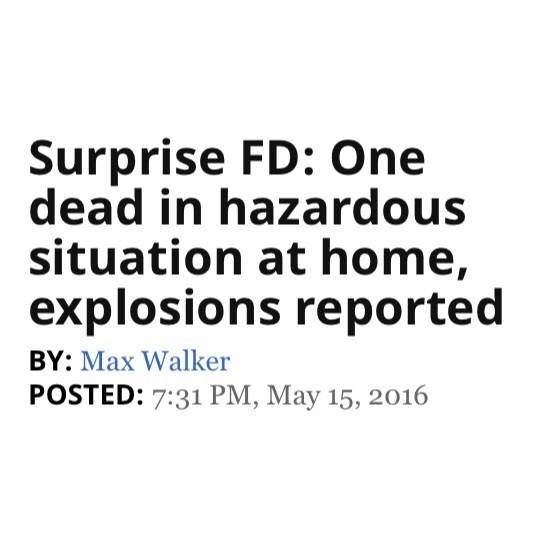 Surprise FD: One
dead in hazardous
situation at home,
explosions reported
BY: Max Walker
POSTED: 7:31 PM, May 15, 2016